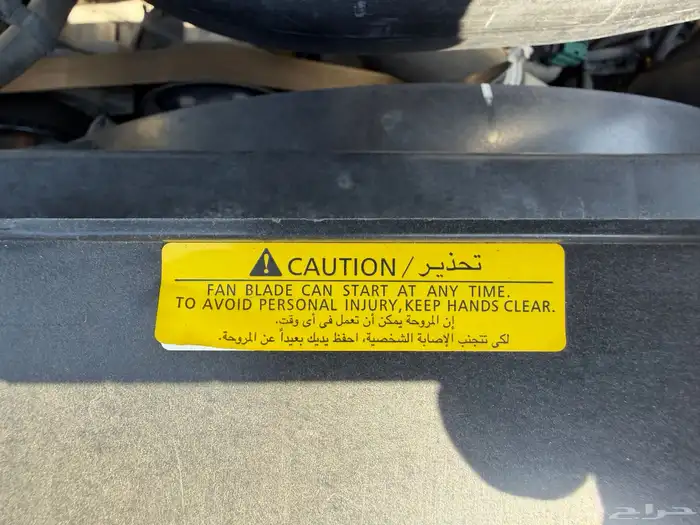 CAUTION / تحذير
FAN BLADE CAN START AT ANY TIME.
TO AVOID PERSONAL INJURY,KEEP HANDS CLEAR.
إن المروحة يمكن أن تعمل فى أى وقت.
لكى تتجنب الإصابة الشخصية، احفظ يديك بعيداً عن المروحة.
حراج